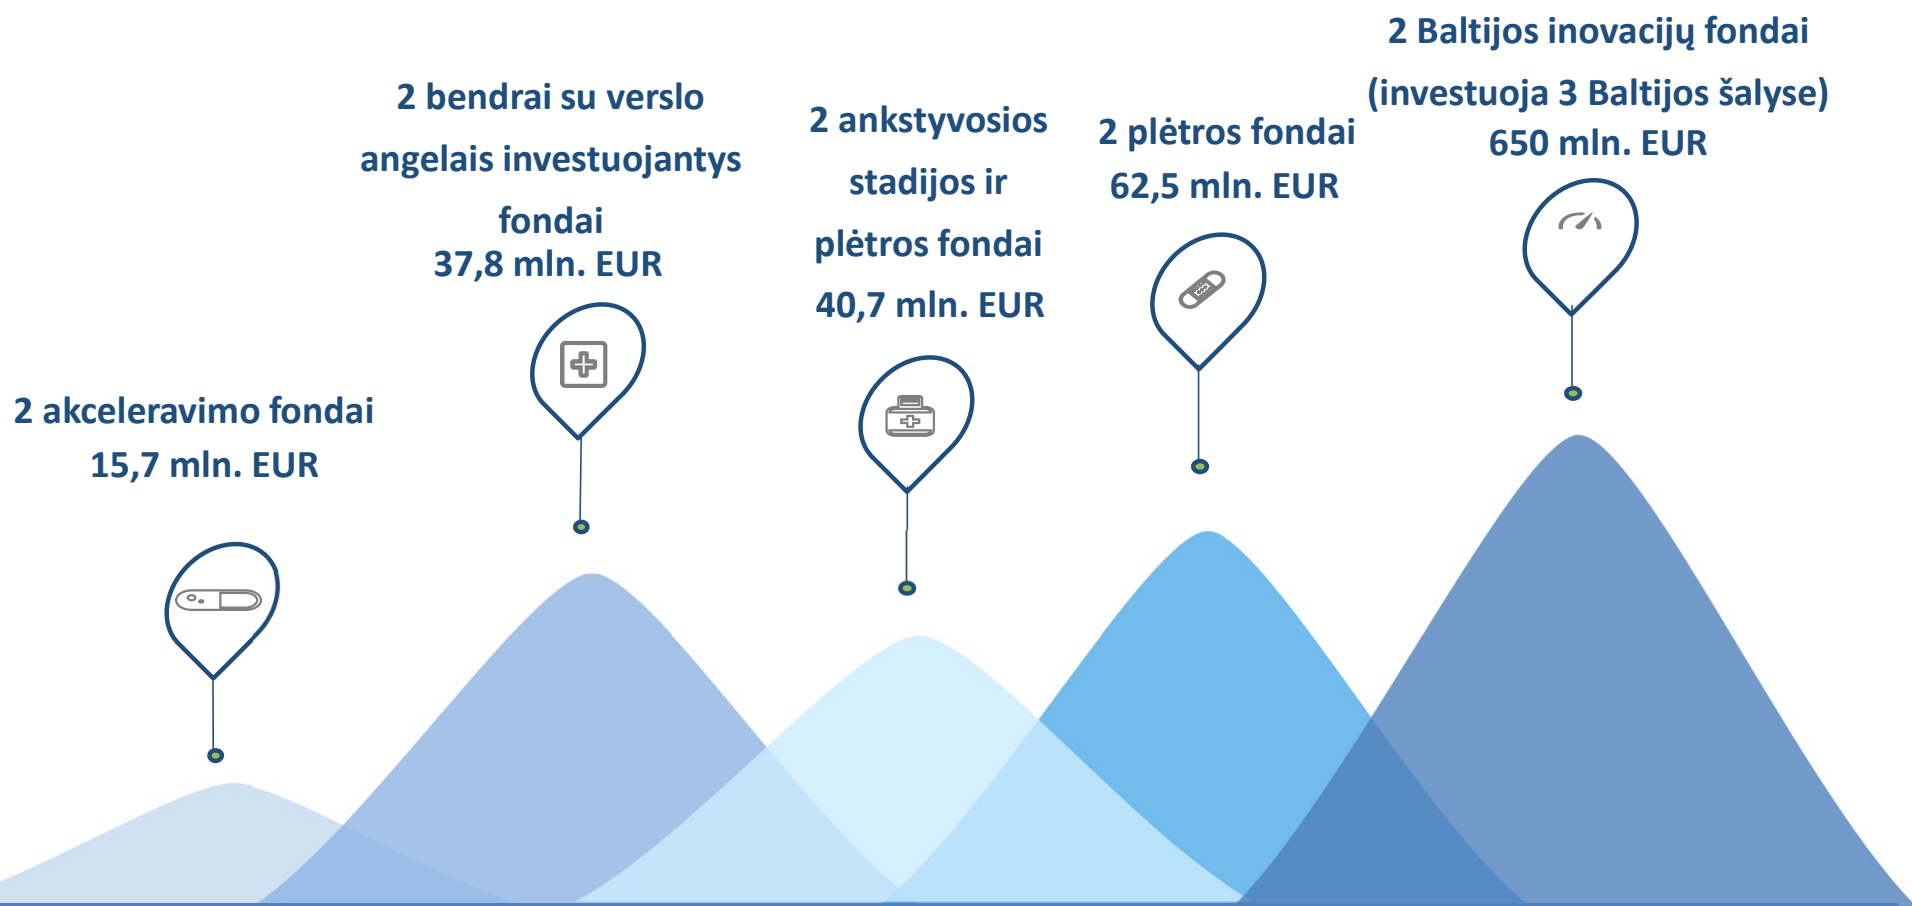 2 akceleravimo fondai
15,7 mln. EUR
2 bendrai su verslo
angelais investuojantys
fondai
37,8 mln. EUR
2 ankstyvosios
stadijos ir
plėtros fondai
40,7 mln. EUR
2 plėtros fondai
62,5 mln. EUR
2 Baltijos inovacijų fondai
(investuoja 3 Baltijos šalyse)
650 mln. EUR